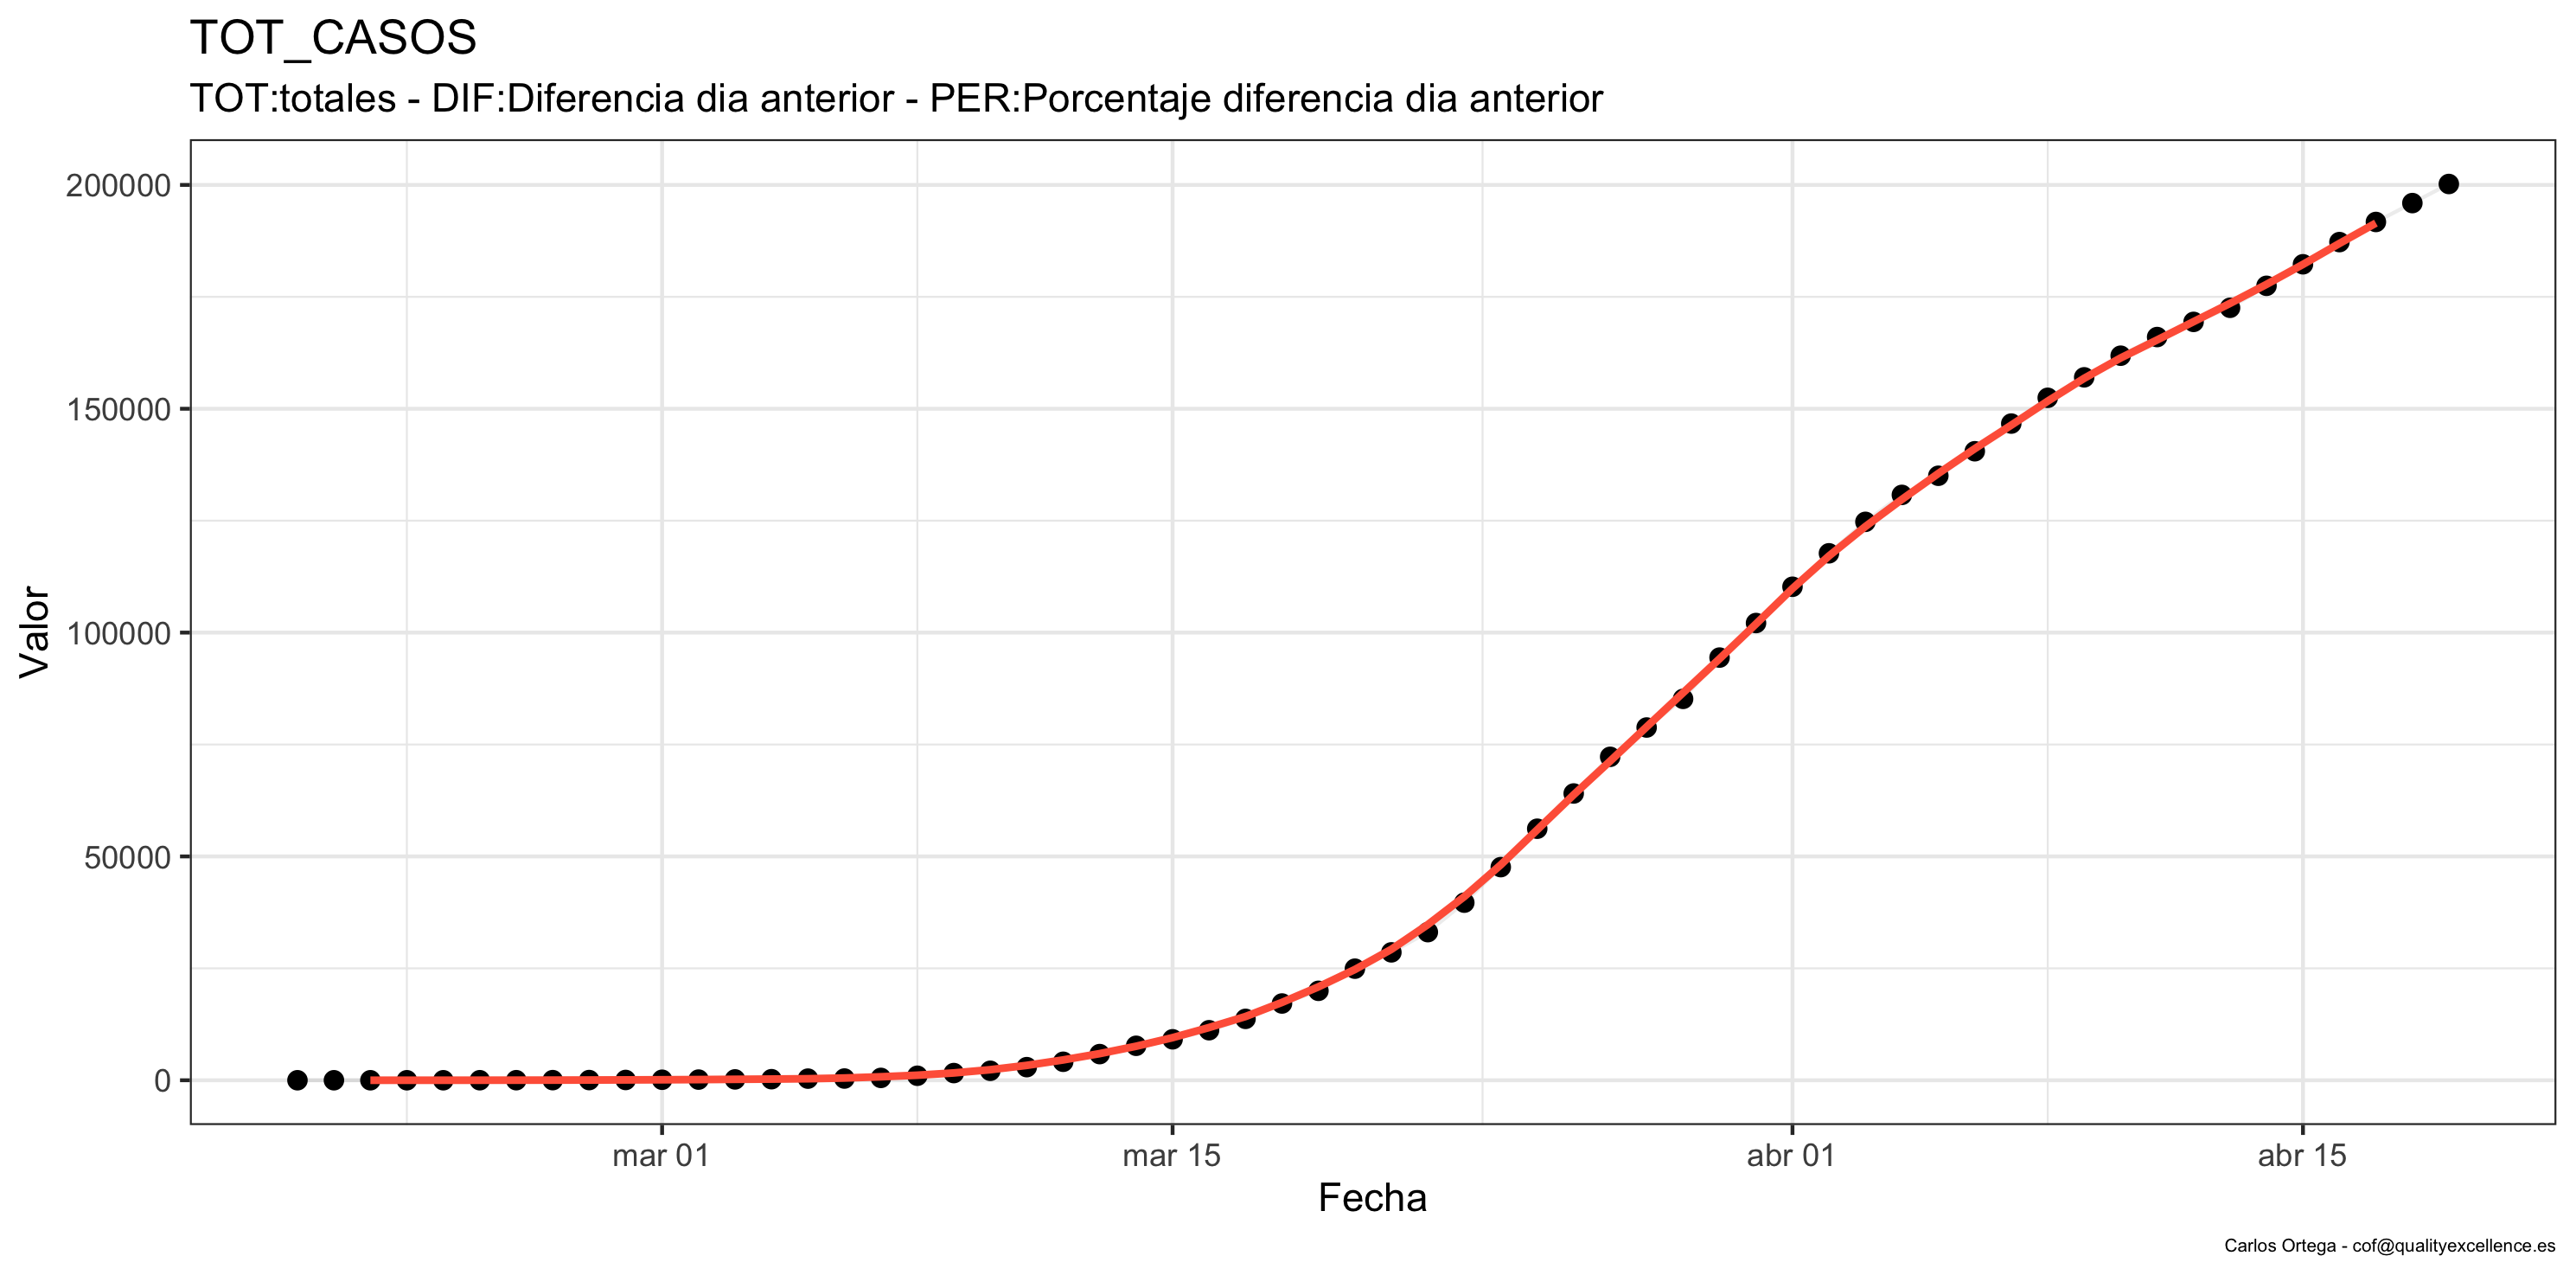 TOT_CASOS
TOT:totales - DIF:Diferencia dia anterior - PER:Porcentaje diferencia dia anterior
200000
150000
100000
50000
0
Valor
mar 01
mar 15
abr 01
abr 15
Fecha
Carlos Ortega - cof@qualityexcellence.es